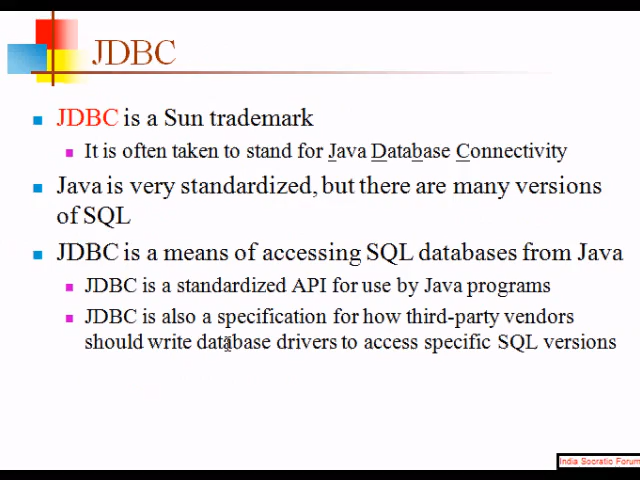 JDBC
JDBC is a Sun trademark
It is often taken to stand for Java Database Connectivity
Java is very standardized, but there are many versions
of SQL
JDBC is a means of accessing SQL databases from Java
JDBC is a standardized API for use by Java programs
JDBC is also a specification for how third-party vendors
should write database drivers to access specific SQL versions
India Socratic Forum